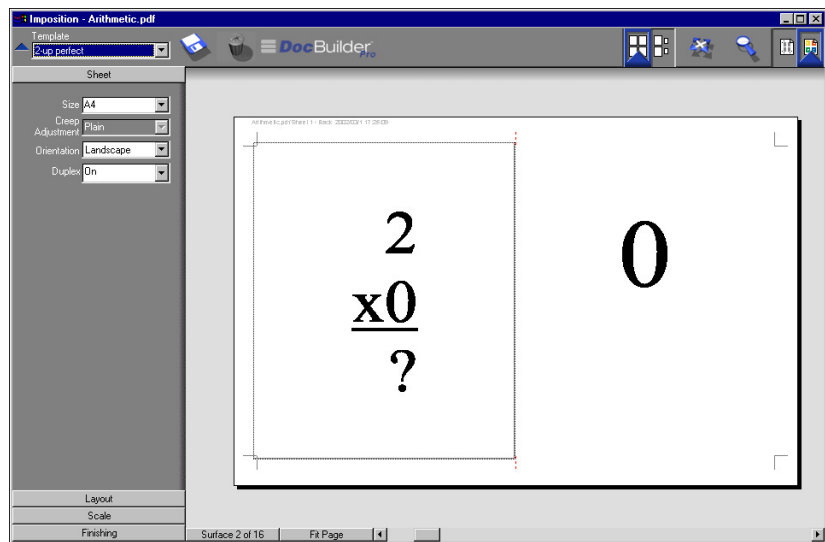 Imposition - Arithmetic.pdf
Template
2-up perfect
DocBuilder Pro
Sheet
Size A4
Creep Adjustment Plain
Orientation Landscape
Duplex On
2
x0
?
0
Layout
Scale
Finishing
Surface 2 of 16
Fit Page